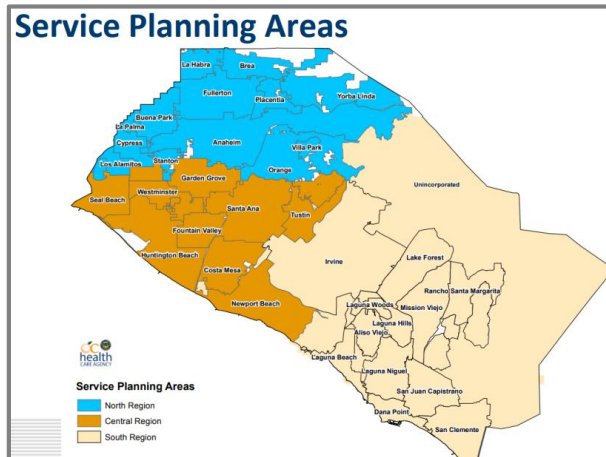 Service Planning Areas
La Habra
Brea
Fullerton
Placentia
Yorba Linda
Buena Park
La Palma
Cypress
Anaheim
Villa Park
Los Alamitos
Stanton
Orange
Garden Grove
Unincorporated
Westminster
Seal Beach
Santa Ana
Tustin
Fountain Valley
Huntington Beach
Irvine
Lake Forest
Costa Mesa
Rancho Santa Margarita
Newport Beach
Laguna Woods
Mission Viejo
Laguna Hills
Aliso Viejo
Laguna Beach
Laguna Niguel
San Juan Capistrano
Dana Point
San Clemente
health
CARE AGENCY
Service Planning Areas
North Region
Central Region
South Region